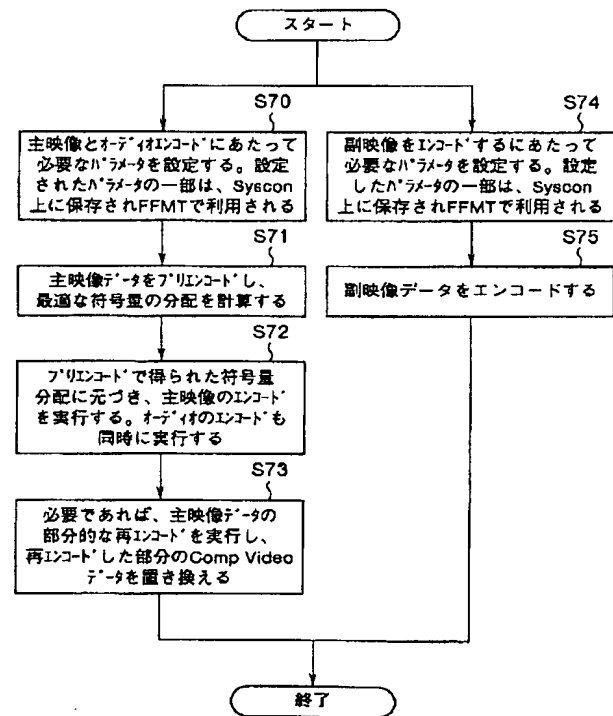 スタート
S70
主映像とオーディオエンコードにあたって
必要なパラメータを設定する。設定
されたパラメータの一部は、Syscon
上に保存されFFMTで利用される
S71
主映像データをプリエンコードし、
最適な符号量の分配を計算する
S72
プリエンコードで得られた符号量
分配に元づき、主映像のエンコード
を実行する。オーディオのエンコードも
同時に実行する
S73
必要であれば、主映像データの
部分的な再エンコードを実行し、
再エンコードした部分のComp Video
データを置き換える
S74
副映像をエンコードするにあたって
必要なパラメータを設定する。設定
したパラメータの一部は、Syscon
上に保存されFFMTで利用される
S75
副映像データをエンコードする
終了